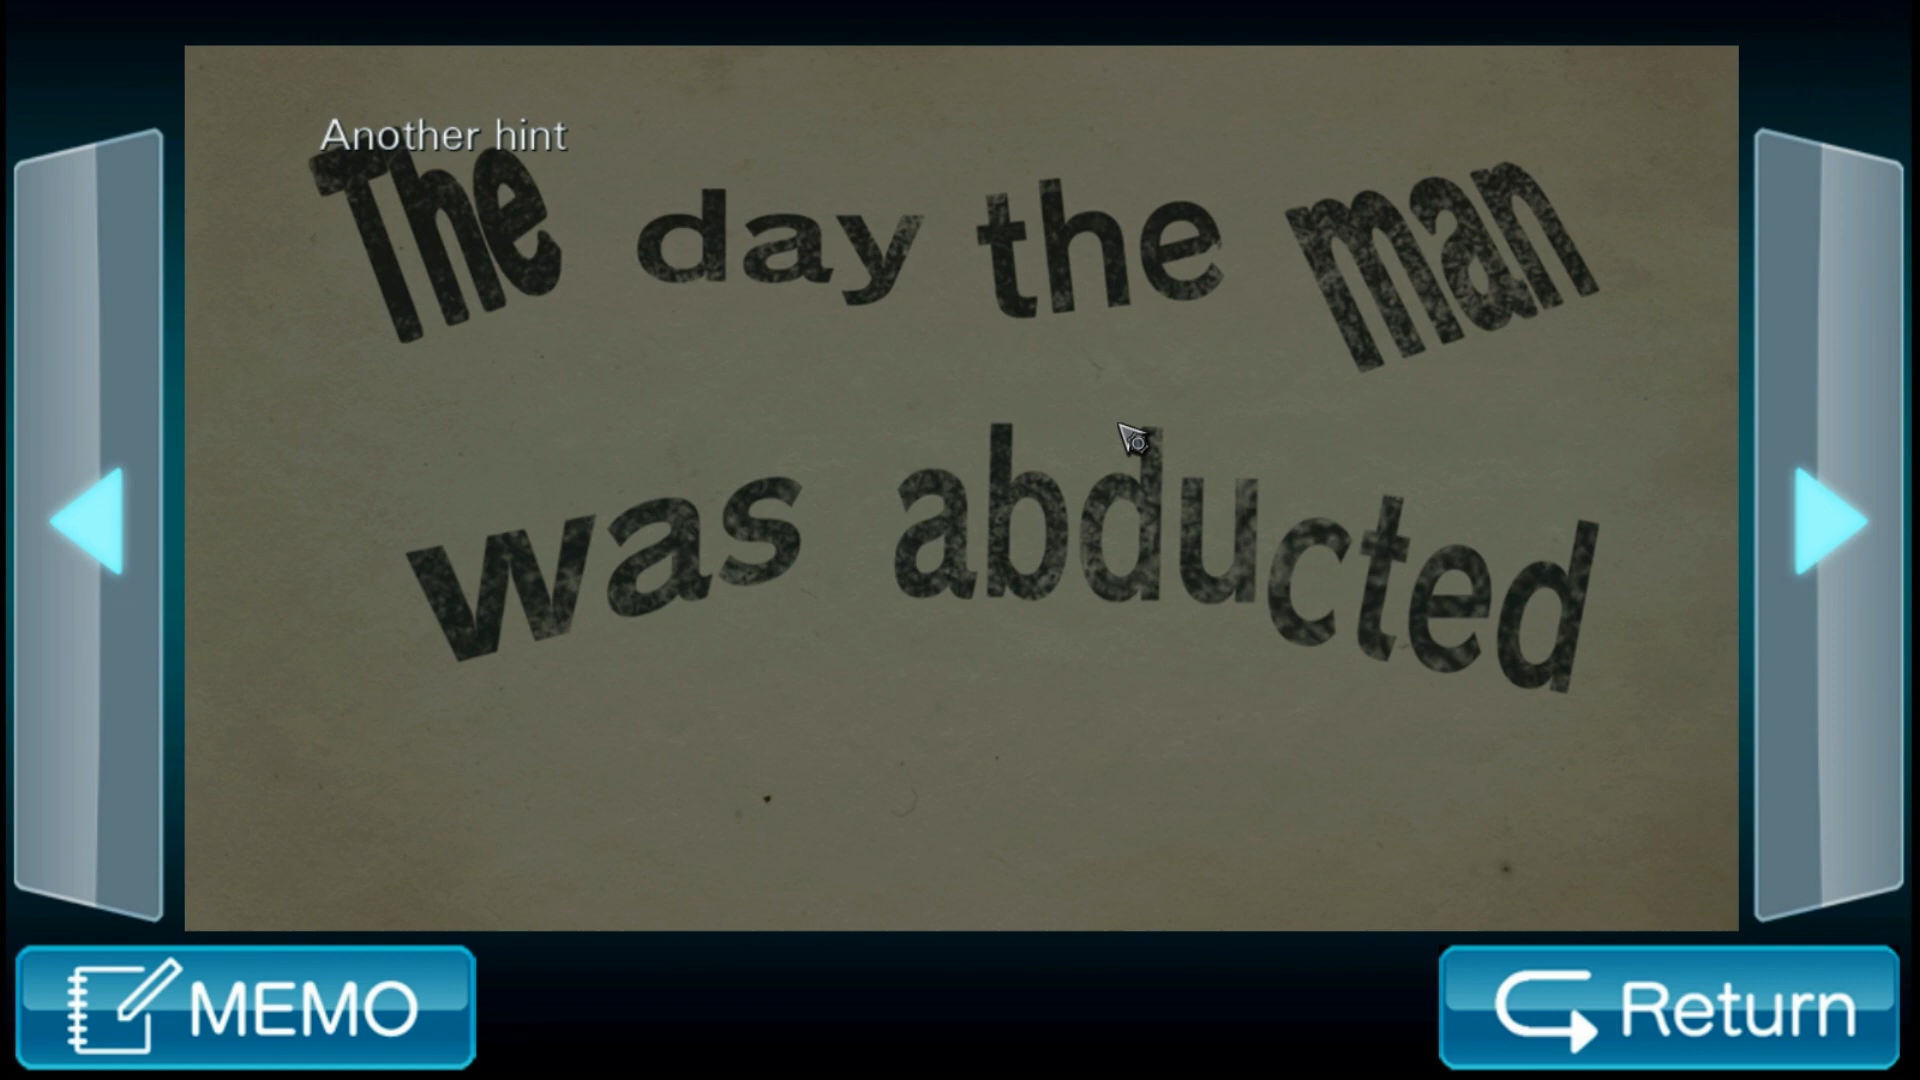 Another hint
The day the man
was abducted
MEMO
Return